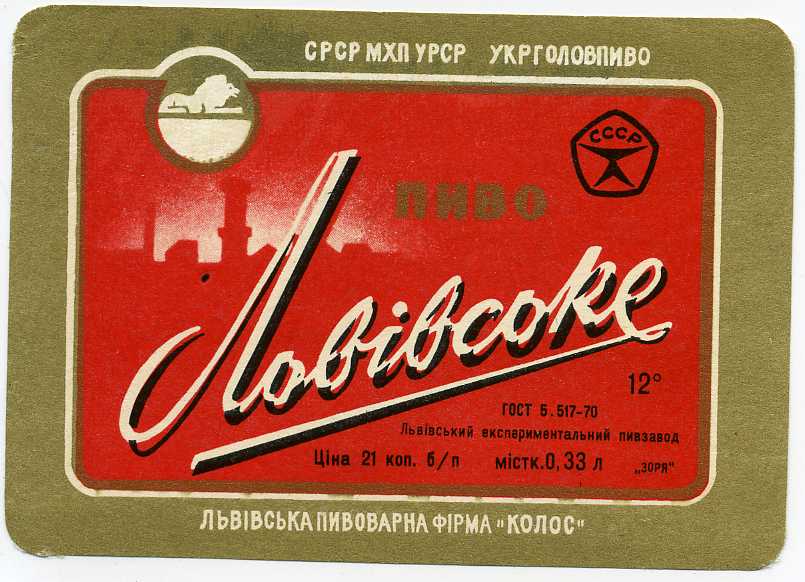 СРСР МХП УРСР УКРГОЛОВПИВО
СССР
ПИВО
Львівське
12°
ГОСТ 5.517-70
Львівський експериментальний пивзавод
Ціна 21 коп. б/п містк.0,33 л „ЗОРЯ"
ЛЬВІВСЬКА ПИВОВАРНА ФІРМА "КОЛОС"